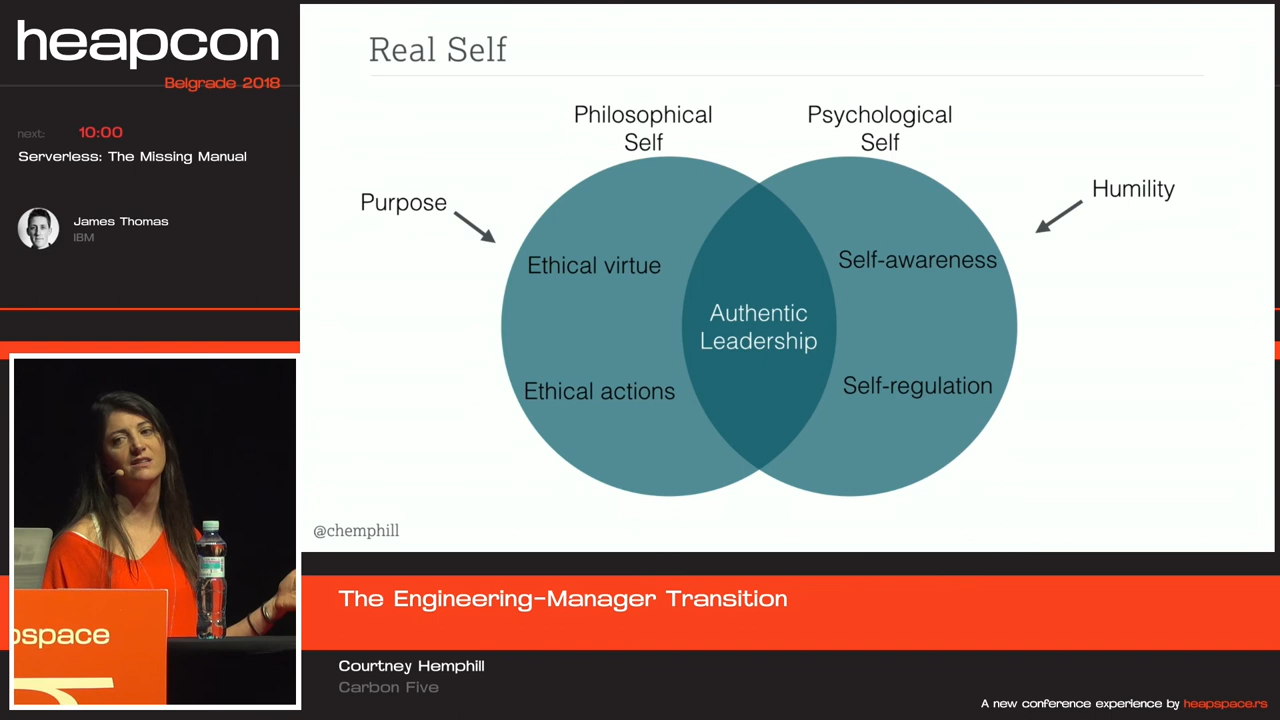 heapcon
Belgrade 2018
next: 10:00
Serverless: The Missing Manual
James Thomas
IBM
Real Self
Philosophical
Self
Psychological
Self
Purpose
Humility
Ethical virtue
Self-awareness
Authentic
Leadership
Ethical actions
Self-regulation
@chemphill
pspace
The Engineering-Manager Transition
Courtney Hemphill
Carbon Five
A new conference experience by heapspace.rs